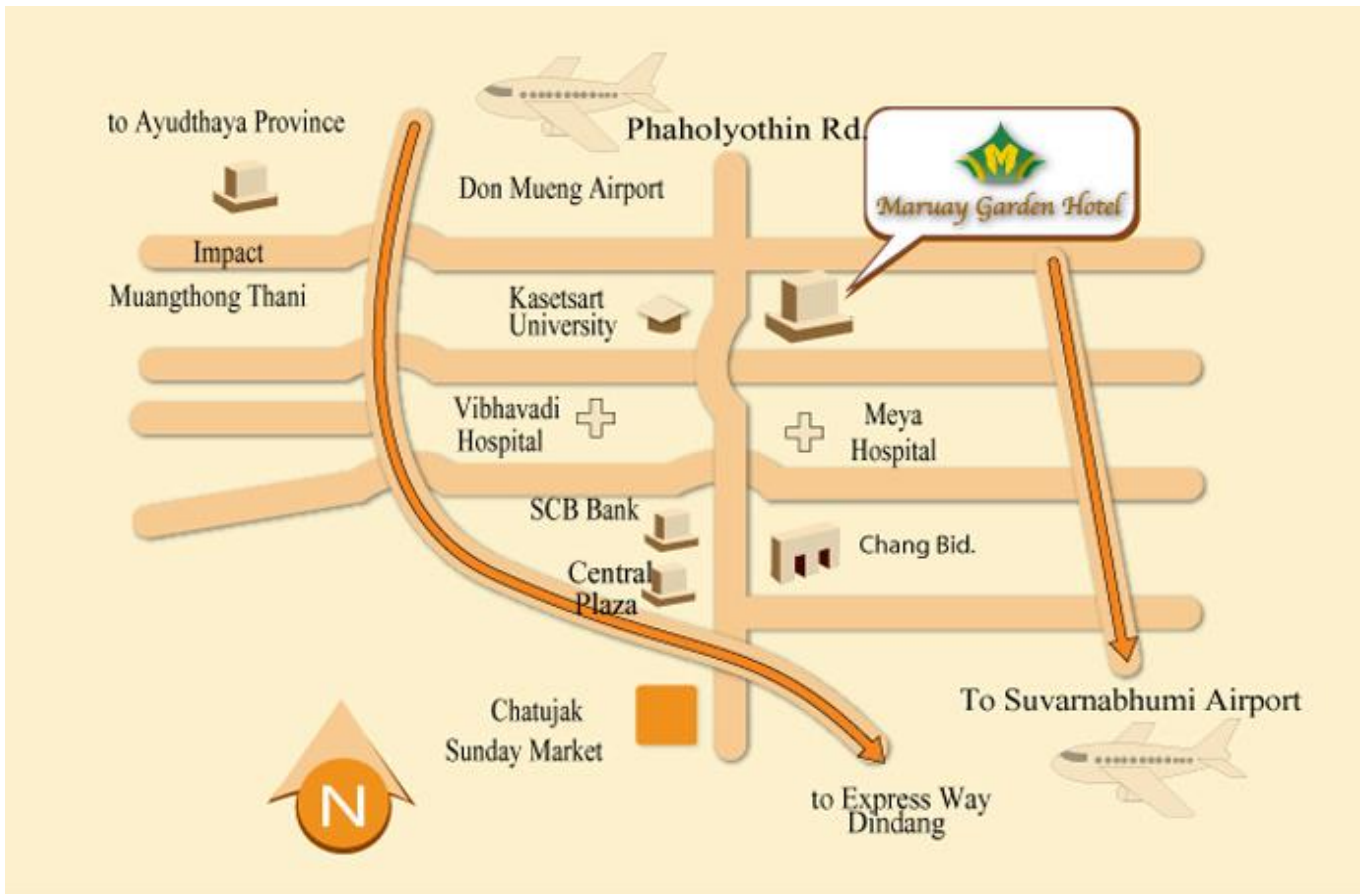 to Ayudthaya Province
Phaholyothin Rd.
M
Maruay Garden Hotel
Don Mueng Airport
Impact
Muangthong Thani
Kasetsart
University
Vibhavadi
Hospital
Meya
Hospital
SCB Bank
Chang Bid.
Central
Plaza
To Suvarnabhumi Airport
Chatujak
Sunday Market
to Express Way
Dindang
N